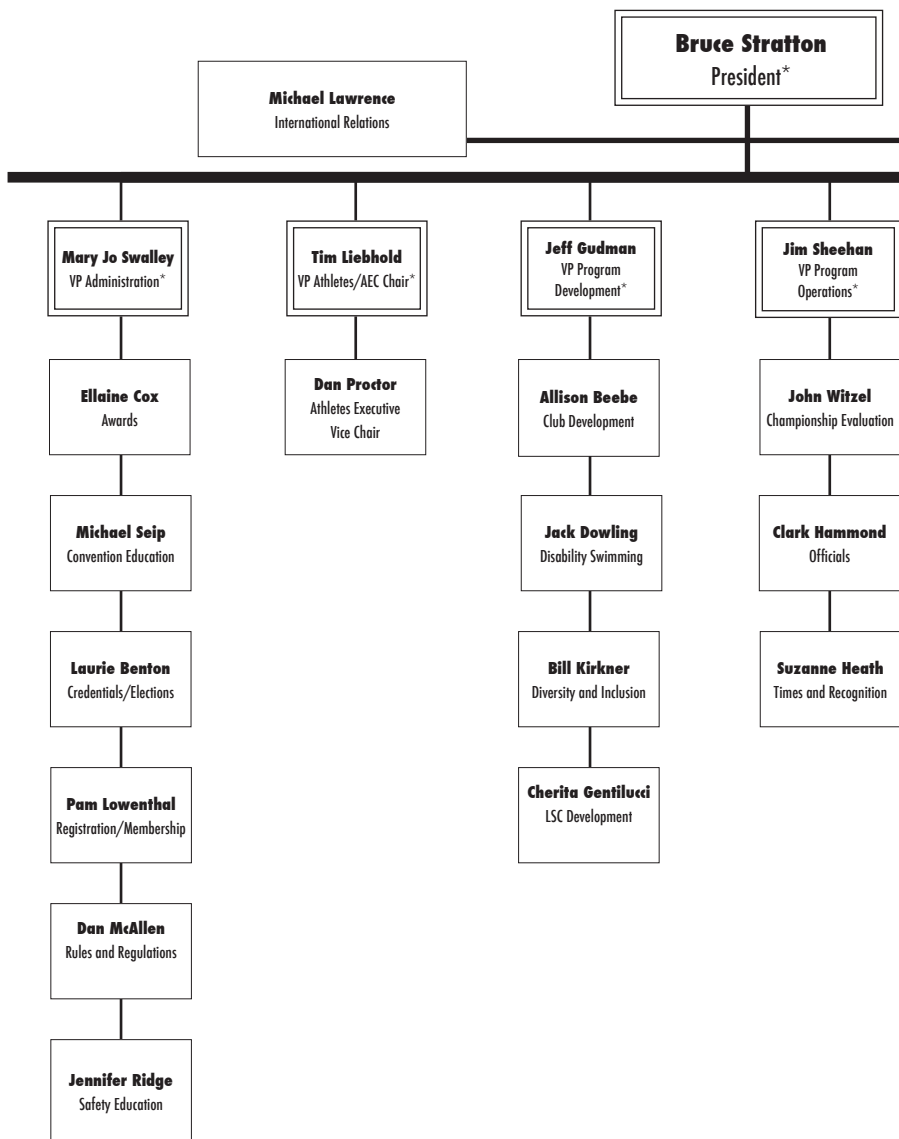 Bruce Stratton
President*
Michael Lawrence
International Relations
Mary Jo Swalley
VP Administration*
Tim Liebhold
VP Athletes/AEC Chair*
Jeff Gudman
VP Program
Development*
Jim Sheehan
VP Program
Operations*
Ellaine Cox
Awards
Dan Proctor
Athletes Executive
Vice Chair
Allison Beebe
Club Development
John Witzel
Championship Evaluation
Michael Seip
Convention Education
Jack Dowling
Disability Swimming
Clark Hammond
Officials
Laurie Benton
Credentials/Elections
Bill Kirkner
Diversity and Inclusion
Suzanne Heath
Times and Recognition
Pam Lowenthal
Registration/Membership
Cherita Gentilucci
LSC Development
Dan McAllen
Rules and Regulations
Jennifer Ridge
Safety Education